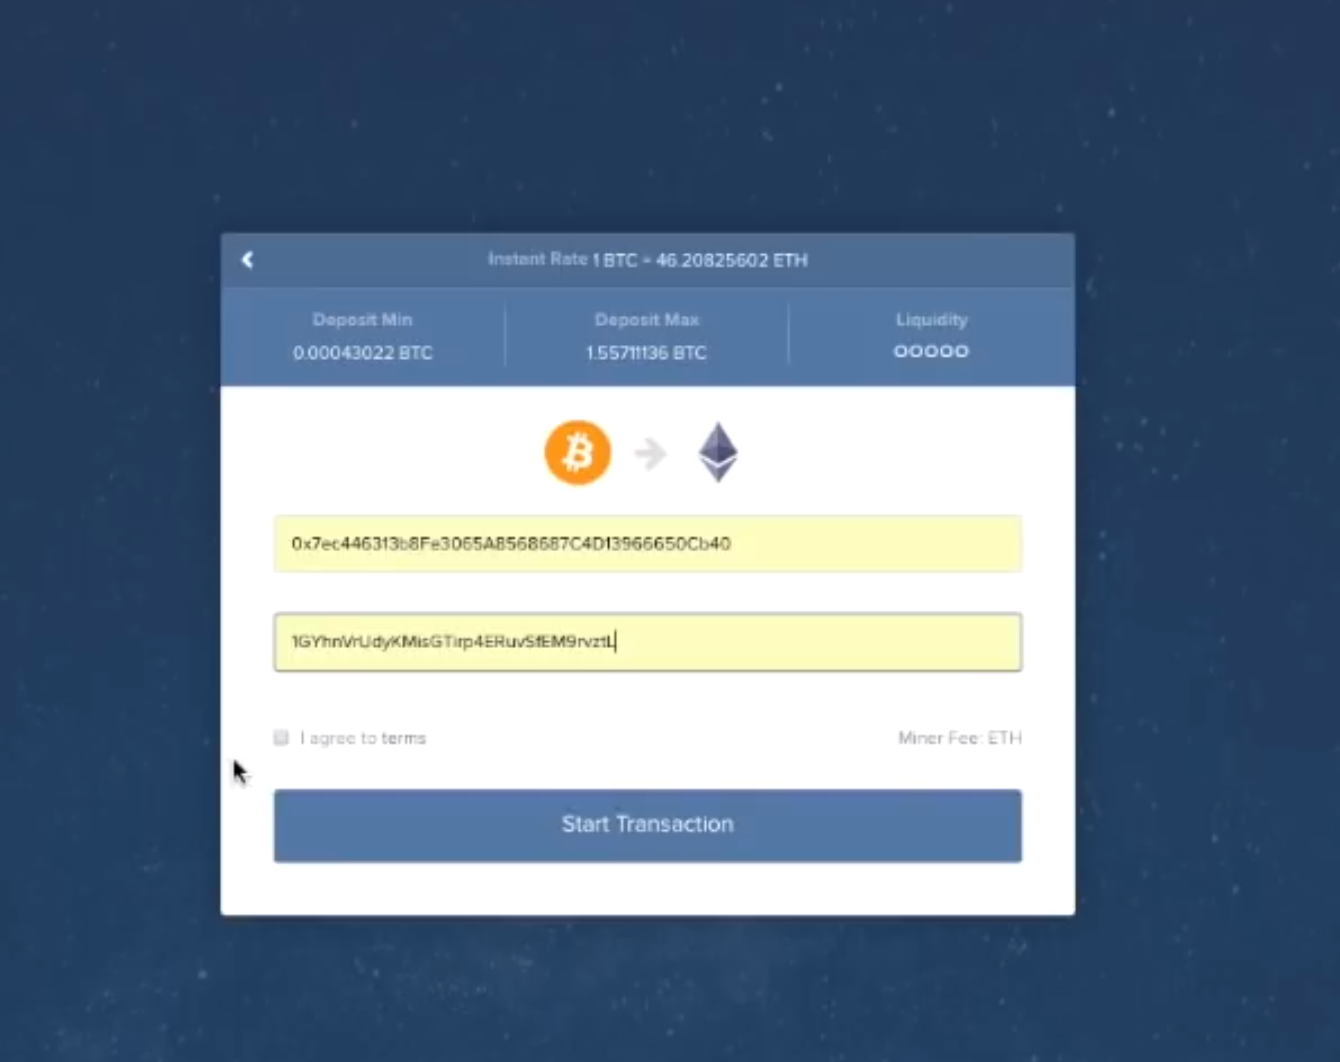 Instant Rate 1 BTC = 46.20825602 ETH
Deposit Min
Deposit Max
Liquidity
0.00043022 BTC
1.55711136 BTC
0x7ec446313b8Fe3065A8568687C4D13966650Cb40
1GYhnVrUdyKMisGTirp4ERuvSfEM9rvztL
I agree to terms
Miner Fee: ETH
Start Transaction